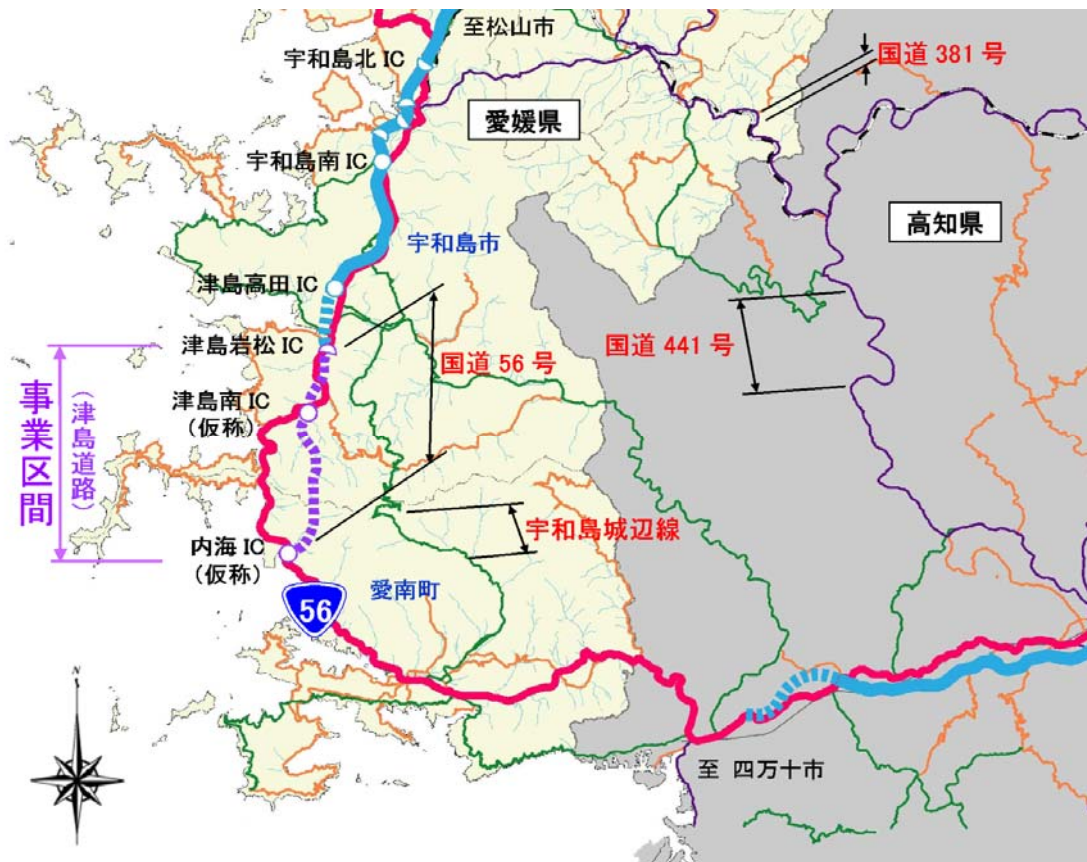 至松山市
国道 381 号
宇和島北 IC
愛媛県
宇和島南 IC
高知県
宇和島市
津島高田 IC
津島岩松 IC
国道 56 号
国道 441 号
事業区間
(津島道路)
津島南 IC
(仮称)
宇和島城辺線
内海 IC
(仮称)
愛南町
56
至 四万十市